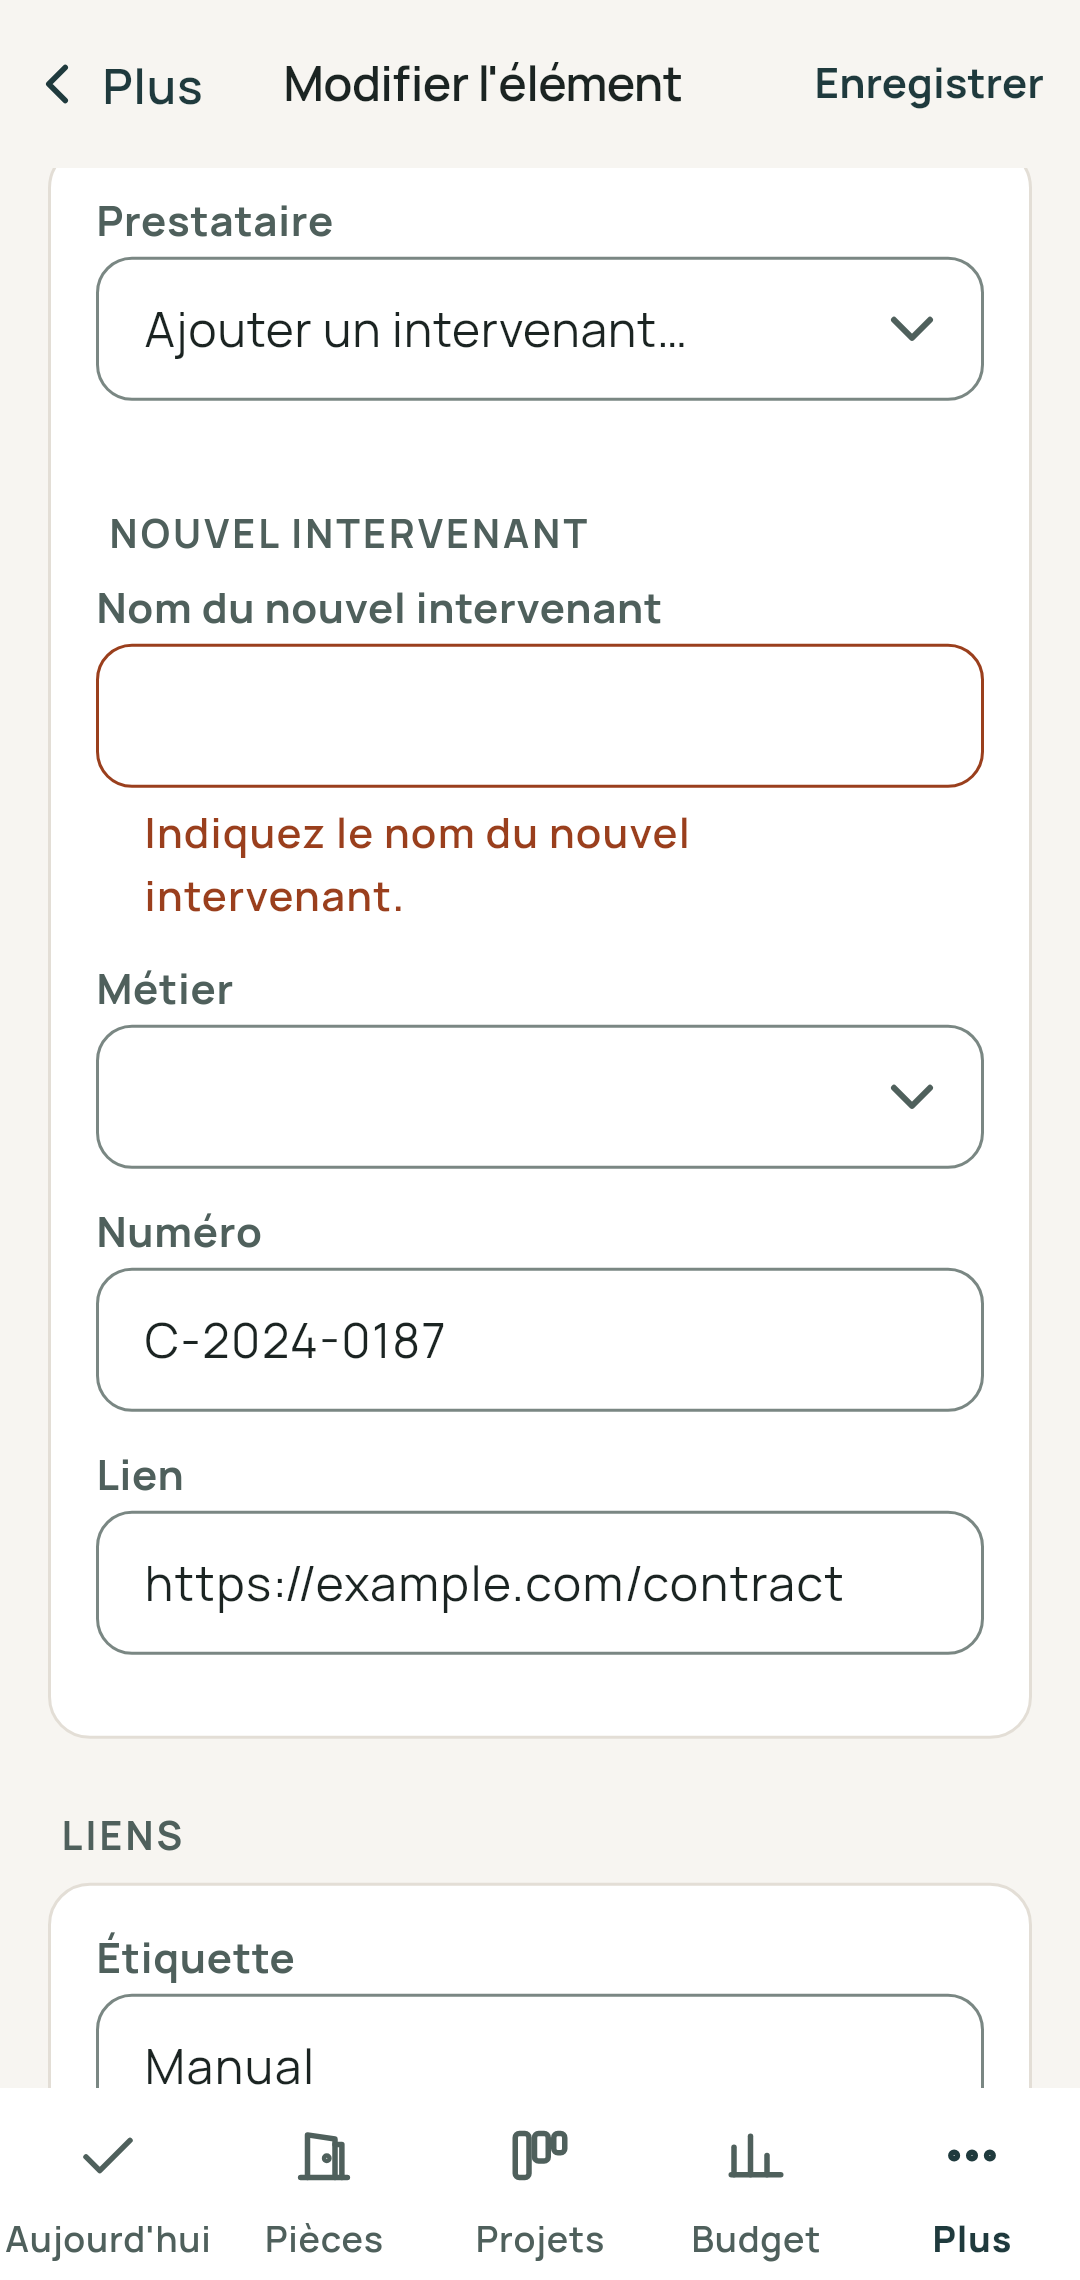 Plus
Modifier l'élément
Enregistrer
Prestataire
Ajouter un intervenant...
NOUVEL INTERVENANT
Nom du nouvel intervenant
Indiquez le nom du nouvel
intervenant.
Métier
Numéro
C-2024-0187
Lien
https://example.com/contract
LIENS
Étiquette
Manual
Aujourd'hui
Pièces
Projets
Budget
Plus